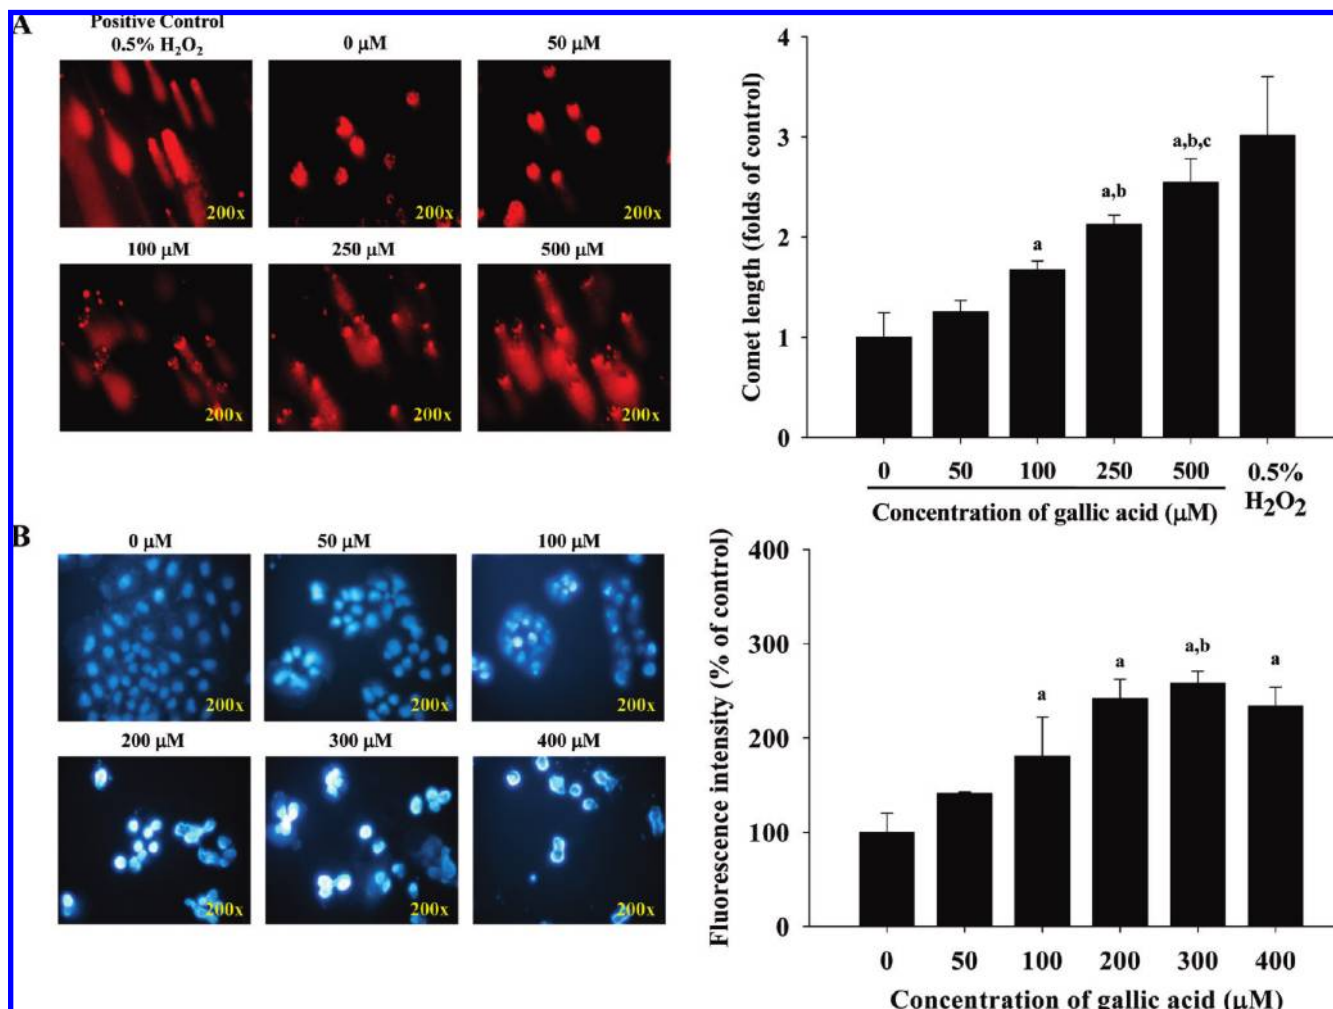 A
Positive Control
0.5% H₂O₂
0 μM
50 μM
200x
200x
200x
100 μM
250 μM
500 μM
200x
200x
200x
Comet length (folds of control)
4
3
2
1
0
a
a,b
a,b,c
0
50
100
250
500
0.5%
H₂O₂
Concentration of gallic acid (μM)
B
0 μM
50 μM
100 μM
200x
200x
200x
200 μM
300 μM
400 μM
200x
200x
200x
Fluorescence intensity (% of control)
400
300
200
100
0
a
a
a,b
a
0
50
100
200
300
400
Concentration of gallic acid (μM)